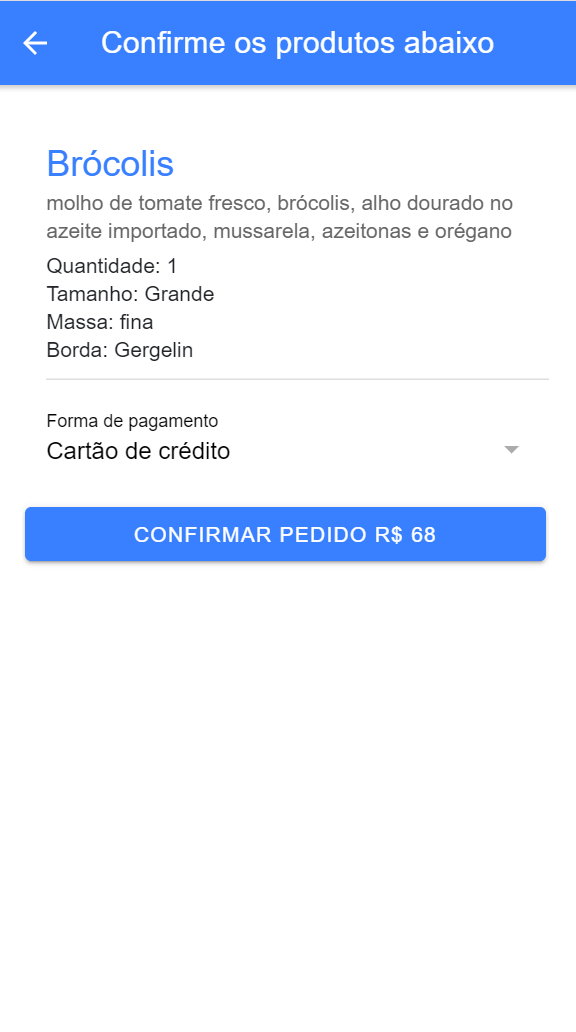 Confirme os produtos abaixo
Brócolis
molho de tomate fresco, brócolis, alho dourado no
azeite importado, mussarela, azeitonas e orégano
Quantidade: 1
Tamanho: Grande
Massa: fina
Borda: Gergelin
Forma de pagamento
Cartão de crédito
CONFIRMAR PEDIDO R$ 68